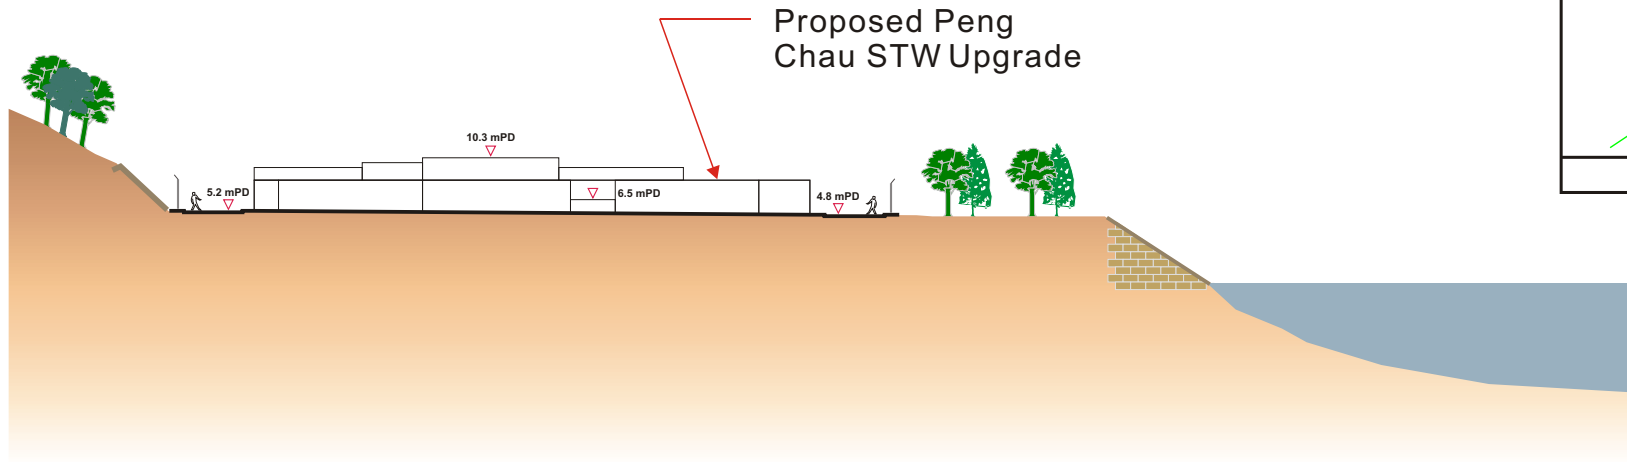 Proposed Peng
Chau STW Upgrade
10.3 mPD
5.2 mPD
6.5 mPD
4.8 mPD